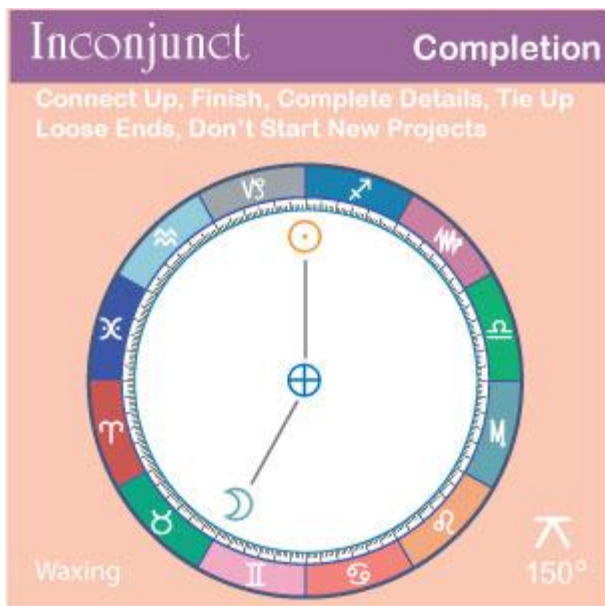 Inconjunct Completion
Connect Up, Finish, Complete Details, Tie Up
Loose Ends, Don't Start New Projects
Waxing 150°